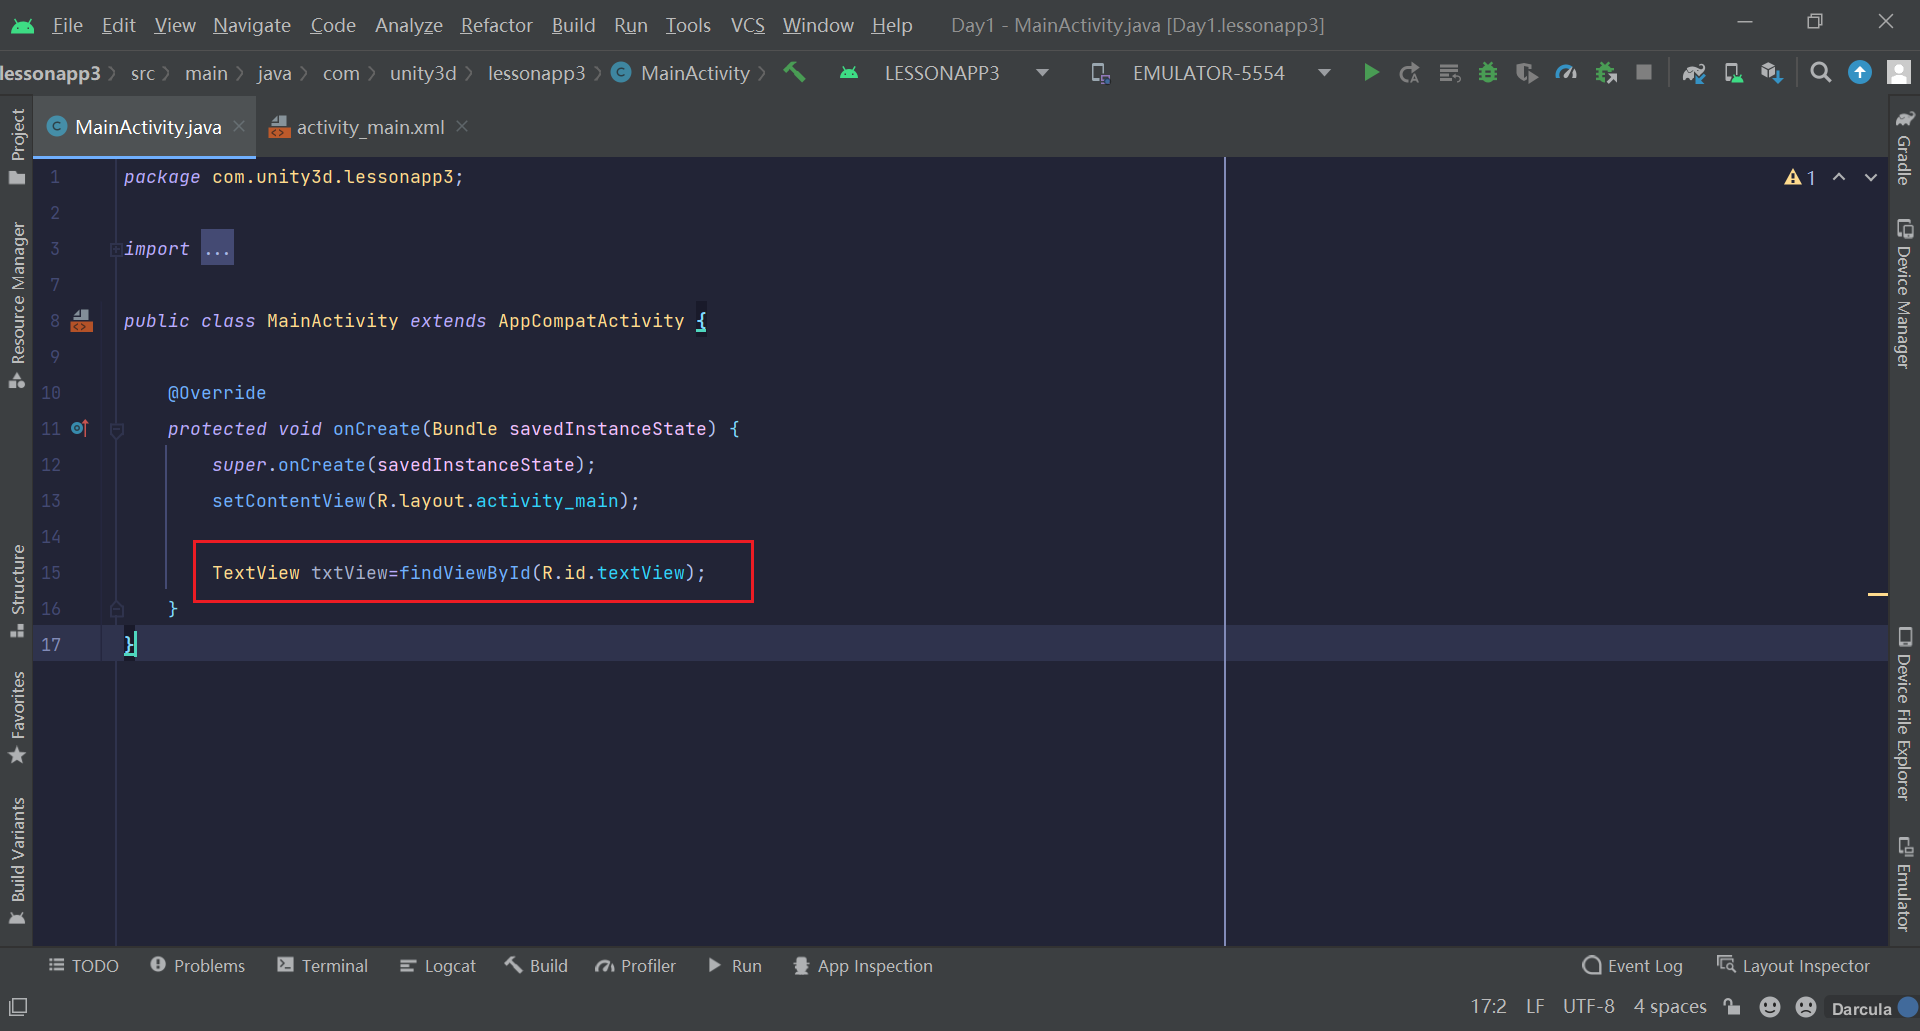 File Edit View Navigate Code Analyze Refactor Build Run Tools VCS Window Help Day1 - MainActivity.java [Day1.lessonapp3]
lessonapp3 src main java com unity3d lessonapp3 C MainActivity LESSONAPP3 EMULATOR-5554
C MainActivity.java activity_main.xml
Project
Resource Manager
Structure
Favorites
Build Variants
1 package com.unity3d.lessonapp3;
2
3 import ...
7
8 public class MainActivity extends AppCompatActivity {
9
10 @Override
11 protected void onCreate(Bundle savedInstanceState) {
12 super.onCreate(savedInstanceState);
13 setContentView(R.layout.activity_main);
14
15 TextView txtView=findViewById(R.id.textView);
16 }
17 }
1
Gradle
Device Manager
Device File Explorer
Emulator
TODO Problems Terminal Logcat Build Profiler Run App Inspection Event Log Layout Inspector
17:2 LF UTF-8 4 spaces Darcula